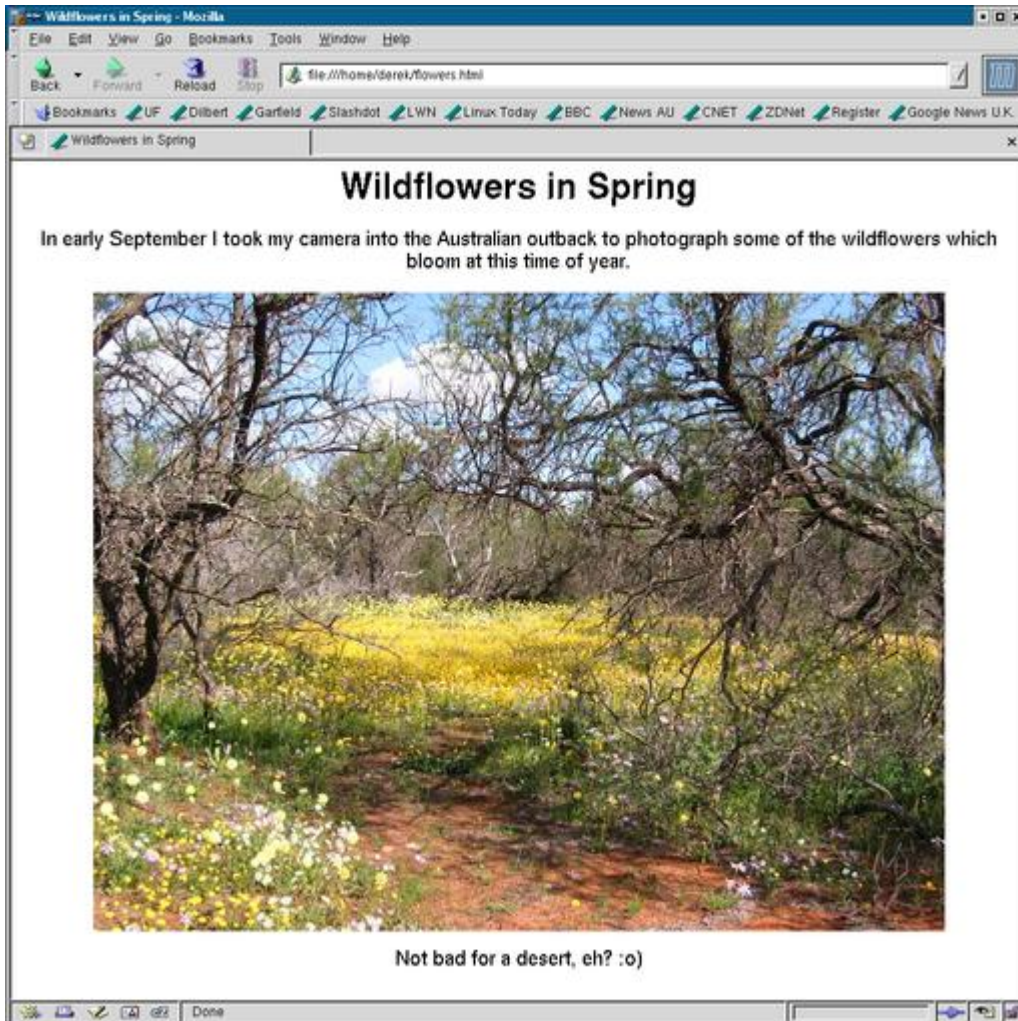 Wildflowers in Spring - Mozilla
File Edit View Go Bookmarks Tools Window Help
Back Forward Reload Stop file:///home/derek/flowers.html
Bookmarks UF Dilbert Garfield Slashdot LWN Linux Today BBC News AU CNET ZDNet Register Google News U.K.
Wildflowers in Spring
Wildflowers in Spring
In early September I took my camera into the Australian outback to photograph some of the wildflowers which
bloom at this time of year.
Not bad for a desert, eh? :o)
Done